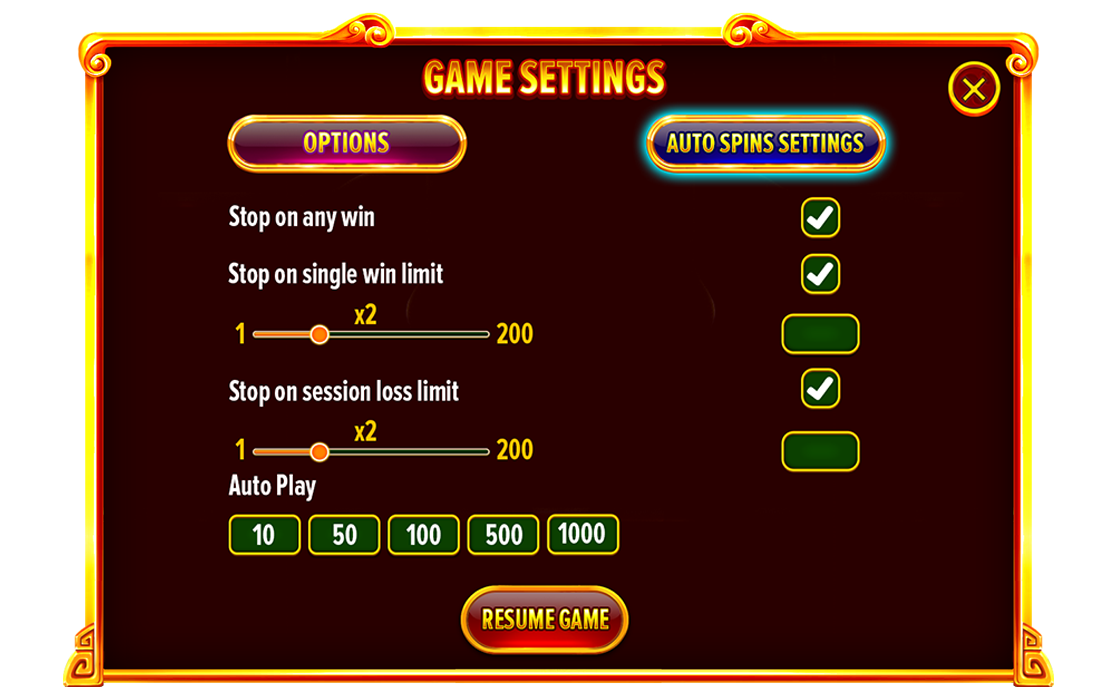 GAME SETTINGS
OPTIONS
AUTO SPINS SETTINGS
Stop on any win
Stop on single win limit
x2
1 200
Stop on session loss limit
x2
1 200
Auto Play
10 50 100 500 1000
RESUME GAME